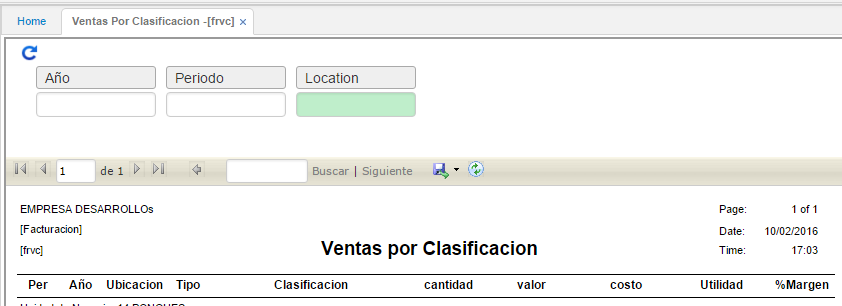 Home Ventas Por Clasificacion -[frvc] ×
Año Periodo Location
1 de 1 Buscar | Siguiente
EMPRESA DESARROLLOs Page: 1 of 1
[Facturacion] Date: 10/02/2016
Ventas por Clasificacion
[frvc] Time: 17:03
Per Año Ubicacion Tipo Clasificacion cantidad valor costo Utilidad %Margen